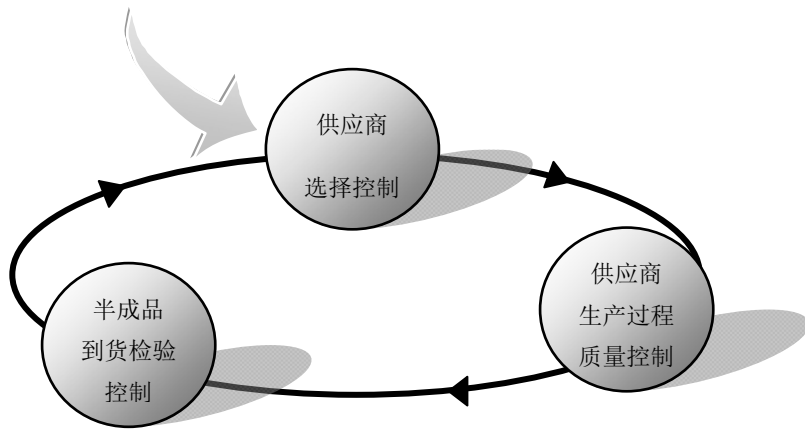 供应商
选择控制
供应商
生产过程
质量控制
半成品
到货检验
控制